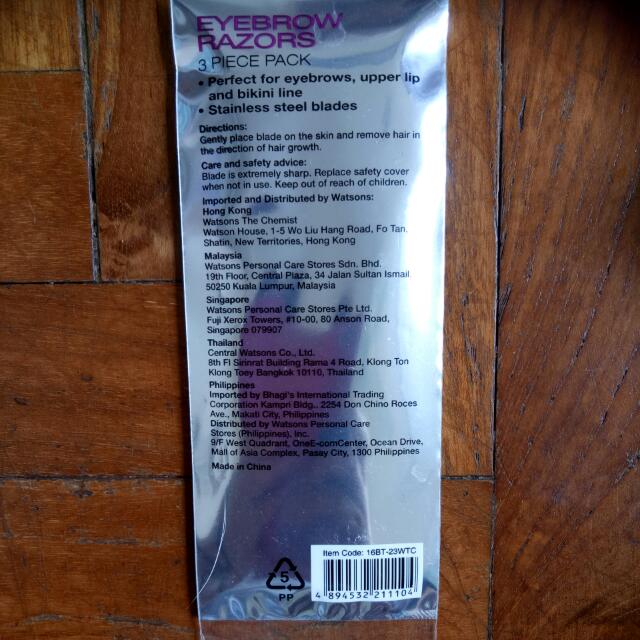 EYEBROW
RAZORS
3 PIECE PACK
• Perfect for eyebrows, upper lip
and bikini line
• Stainless steel blades
Directions:
Gently place blade on the skin and remove hair in
the direction of hair growth.
Care and safety advice:
Blade is extremely sharp. Replace safety cover
when not in use. Keep out of reach of children.
Imported and Distributed by Watsons:
Hong Kong
Watsons The Chemist
Watson House, 1-5 Wo Liu Hang Road, Fo Tan,
Shatin, New Territories, Hong Kong
Malaysia
Watsons Personal Care Stores Sdn. Bhd.
19th Floor, Central Plaza, 34 Jalan Sultan Ismail,
50250 Kuala Lumpur, Malaysia
Singapore
Watsons Personal Care Stores Pte Ltd.
Fuji Xerox Towers, #10-00, 80 Anson Road,
Singapore 079907
Thailand
Central Watsons Co., Ltd.
8th Fl Sirinrat Building Rama 4 Road, Klong Ton
Klong Toey Bangkok 10110, Thailand
Philippines
Imported by Bhagi's International Trading
Corporation Kampri Bldg., 2254 Don Chino Roces
Ave., Makati City, Philippines
Distributed by Watsons Personal Care
Stores (Philippines), Inc.
9/F West Quadrant, OneE-comCenter, Ocean Drive,
Mall of Asia Complex, Pasay City, 1300 Philippines
Made in China
Item Code: 16BT-23WTC
4 894532 211104
5
PP